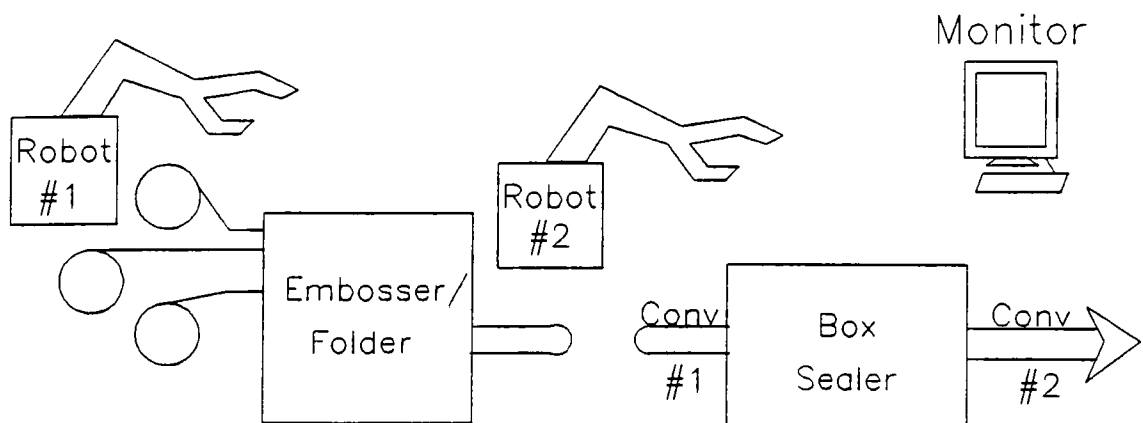 Monitor
Robot
#1
Robot
#2
Embosser/
Folder
Conv
#1
Box
Sealer
Conv
#2